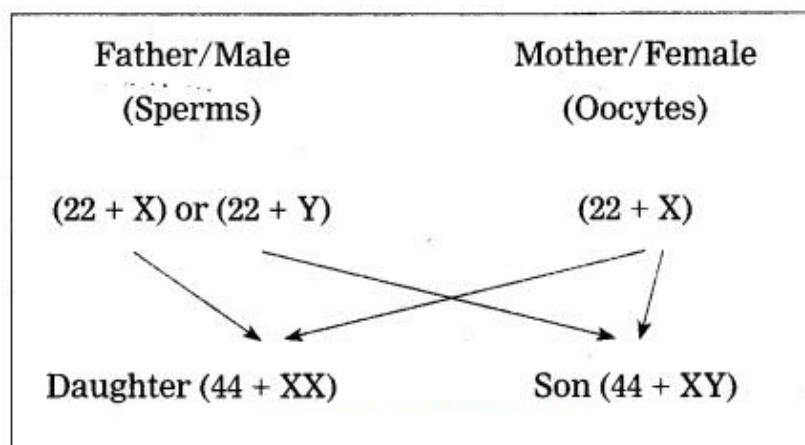 Father/Male Mother/Female
(Sperms) (Oocytes)
(22 + X) or (22 + Y) (22 + X)
Daughter (44 + XX) Son (44 + XY)